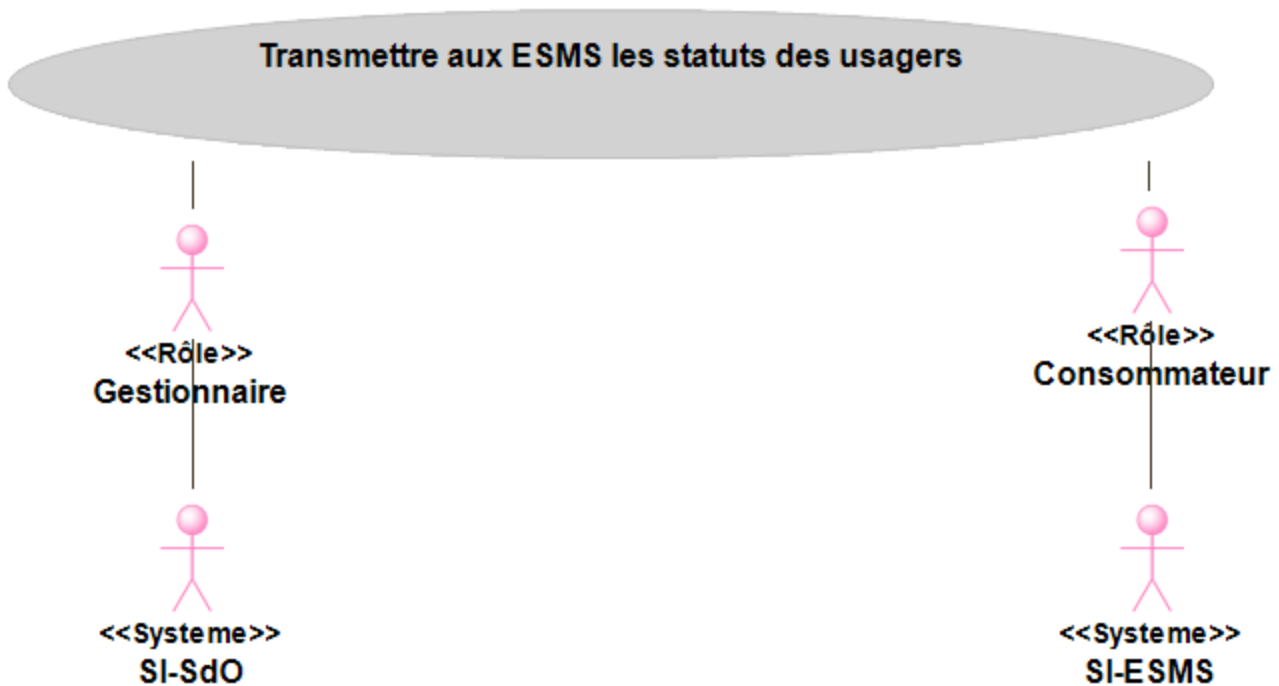 Transmettre aux ESMS les statuts des usagers
<<Rôle>>
Gestionnaire
<<Rôle>>
Consommateur
<<Systeme>>
SI-SdO
<<Systeme>>
SI-ESMS